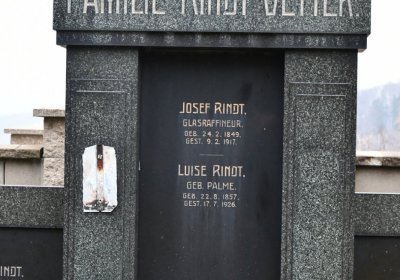 FAMILIE RINDT VETTER.
JOSEF RINDT.
GLASRAFFINEUR.
GEB. 24. 2. 1849.
GEST. 9. 2. 1917.
LUISE RINDT.
GEB. PALME.
GEB. 22. 8. 1857.
GEST. 17. 7. 1926.
INDT.